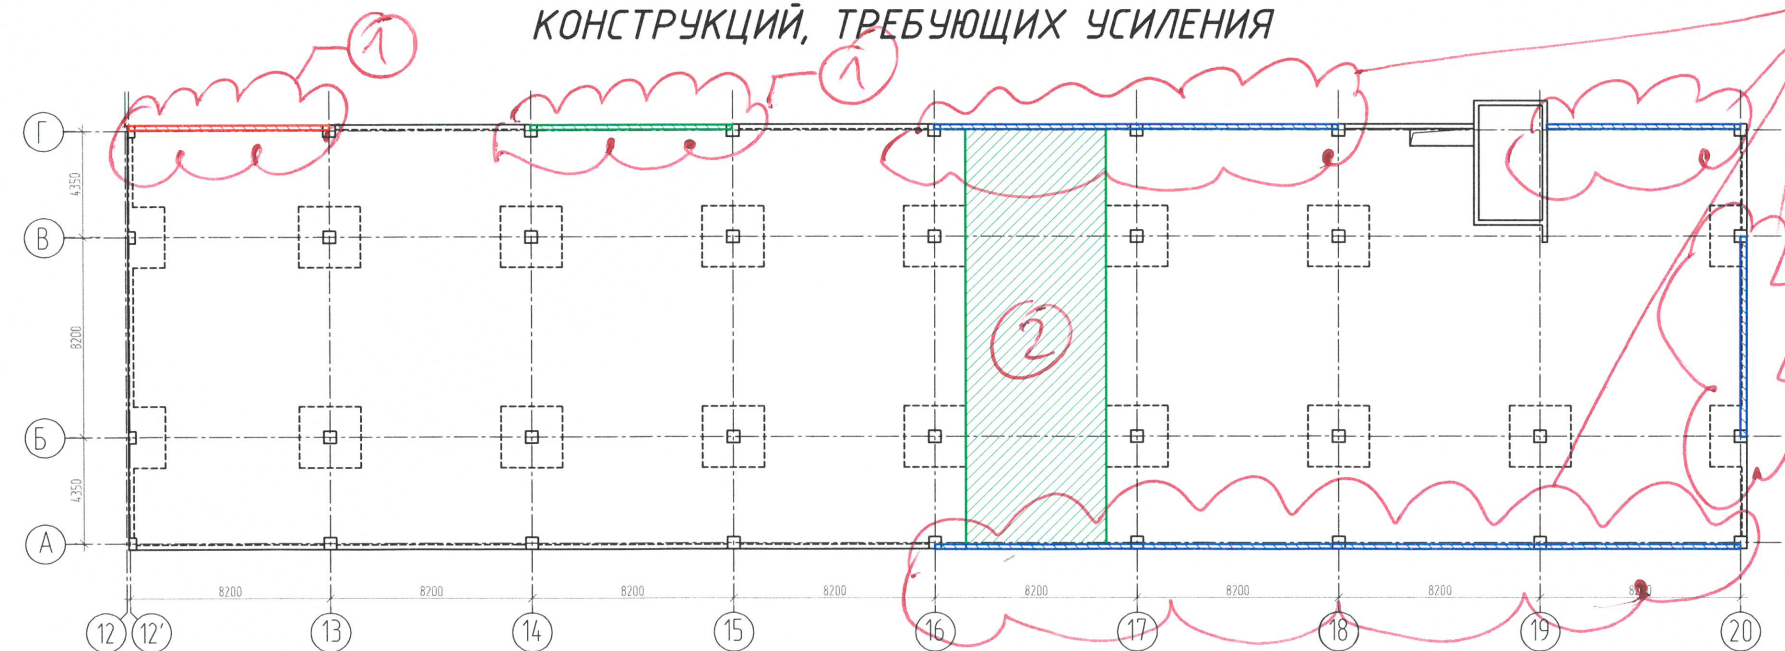 КОНСТРУКЦИЙ, ТРЕБУЮЩИХ УСИЛЕНИЯ
1
1
Г
4350
В
8200
2
Б
4350
А
8200 8200 8200 8200 8200 8200 8200 8200
12 12' 13 14 15 16 17 18 19 20